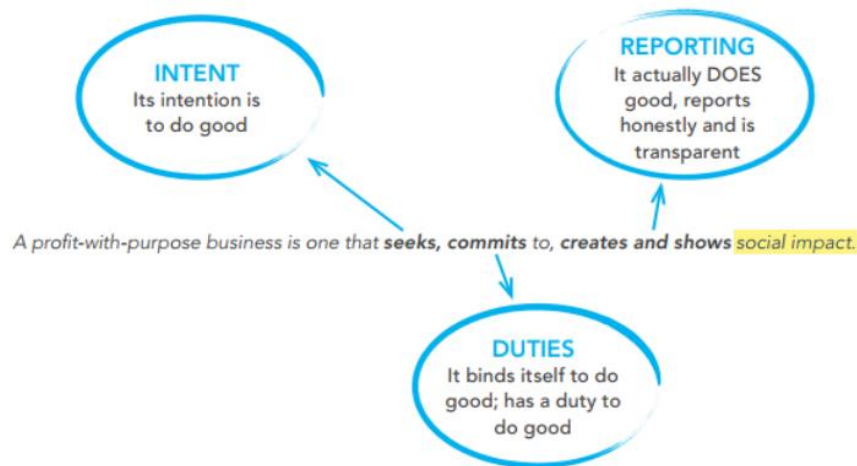 INTENT
Its intention is
to do good
REPORTING
It actually DOES
good, reports
honestly and is
transparent
A profit-with-purpose business is one that seeks, commits to, creates and shows social impact.
DUTIES
It binds itself to do
good; has a duty to
do good